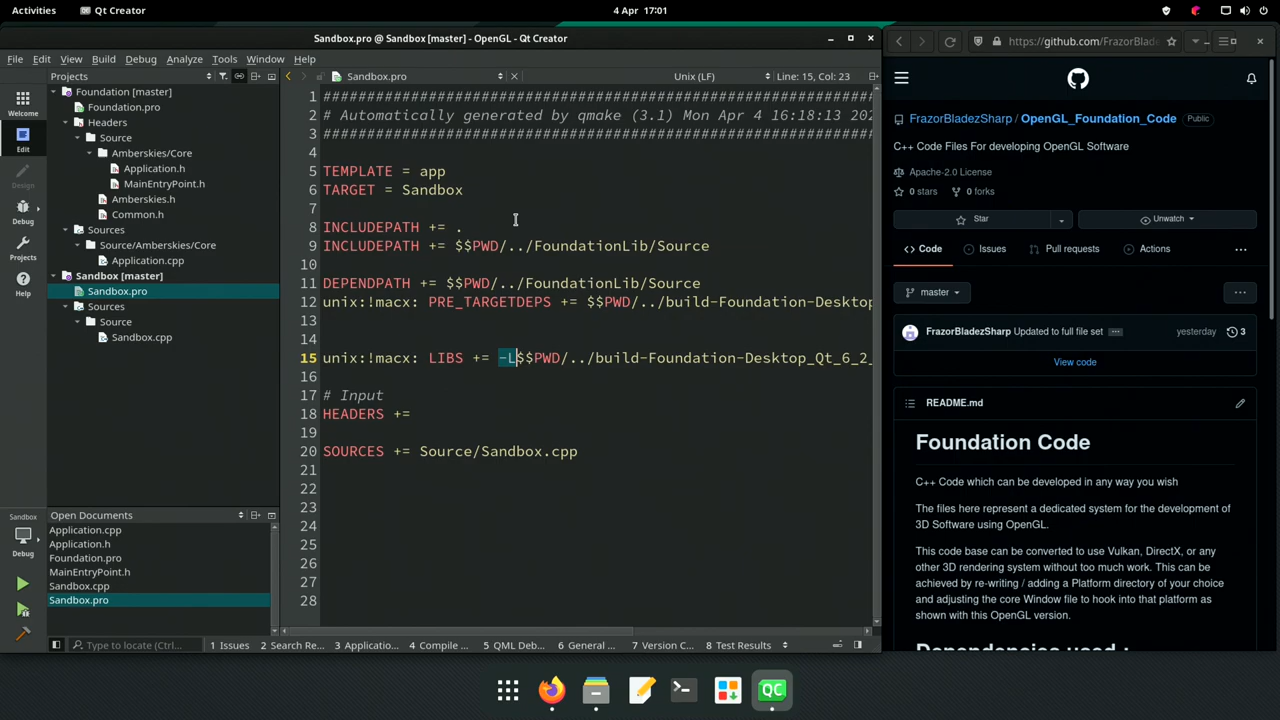 Activities
Qt Creator
4 Apr 17:01
Sandbox.pro @ Sandbox [master] - OpenGL - Qt Creator
File Edit View Build Debug Analyze Tools Window Help
Projects
Sandbox.pro
Unix (LF)
Line: 15, Col: 23
Welcome
Edit
Design
Debug
Projects
Help
Foundation [master]
Foundation.pro
Headers
Source
Amberskies/Core
Application.h
MainEntryPoint.h
Amberskies.h
Common.h
Sources
Source/Amberskies/Core
Application.cpp
Sandbox [master]
Sandbox.pro
Sources
Source
Sandbox.cpp
1 ##############################################################
2 # Automatically generated by qmake (3.1) Mon Apr 4 16:18:13 202
3 ##############################################################
4
5 TEMPLATE = app
6 TARGET = Sandbox
7
8 INCLUDEPATH += .
9 INCLUDEPATH += $$PWD/../FoundationLib/Source
10
11 DEPENDPATH += $$PWD/../FoundationLib/Source
12 unix:!macx: PRE_TARGETDEPS += $$PWD/../build-Foundation-Desktop
13
14
15 unix:!macx: LIBS += -L$$PWD/../build-Foundation-Desktop_Qt_6_2_
16
17 # Input
18 HEADERS +=
19
20 SOURCES += Source/Sandbox.cpp
21
22
23
24
25
26
27
28
Sandbox
Debug
Open Documents
Application.cpp
Application.h
Foundation.pro
MainEntryPoint.h
Sandbox.cpp
Sandbox.pro
Type to locate (Ctrl...
1 Issues
2 Search Re...
3 Applicatio...
4 Compile ...
5 QML Deb...
6 General ...
7 Version C...
8 Test Results
https://github.com/FrazorBlade
FrazorBladezSharp / OpenGL_Foundation_Code
Public
C++ Code Files For developing OpenGL Software
Apache-2.0 License
0 stars
0 forks
Star
Unwatch
Code
Issues
Pull requests
Actions
...
master
...
FrazorBladezSharp Updated to full file set ...
yesterday
3
View code
README.md
Foundation Code
C++ Code which can be developed in any way you wish
The files here represent a dedicated system for the development of
3D Software using OpenGL.
This code base can be converted to use Vulkan, DirectX, or any
other 3D rendering system without too much work. This can be
achieved by re-writing / adding a Platform directory of your choice
and adjusting the core Window file to hook into that platform as
shown with this OpenGL version.
Dependencies used :
QC